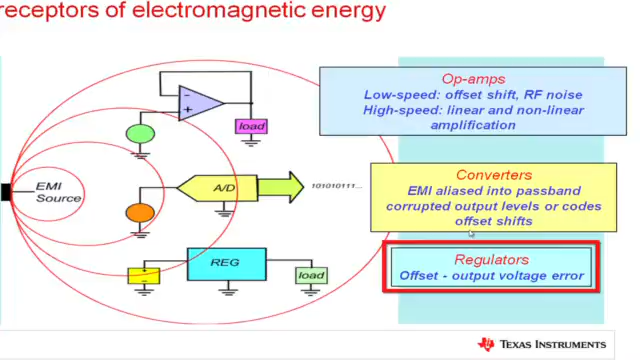 receptors of electromagnetic energy
Op-amps
Low-speed: offset shift, RF noise
High-speed: linear and non-linear
amplification
load
EMI
Source
A/D
101010111...
Converters
EMI aliased into passband
corrupted output levels or codes
offset shifts
REG
load
Regulators
Offset - output voltage error
TEXAS INSTRUMENTS